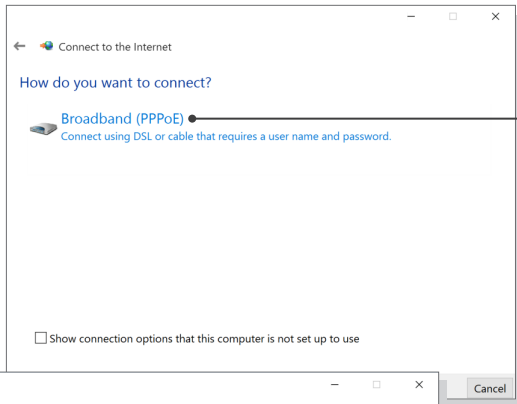 Connect to the Internet
How do you want to connect?
Broadband (PPPoE)
Connect using DSL or cable that requires a user name and password.
Show connection options that this computer is not set up to use
Cancel